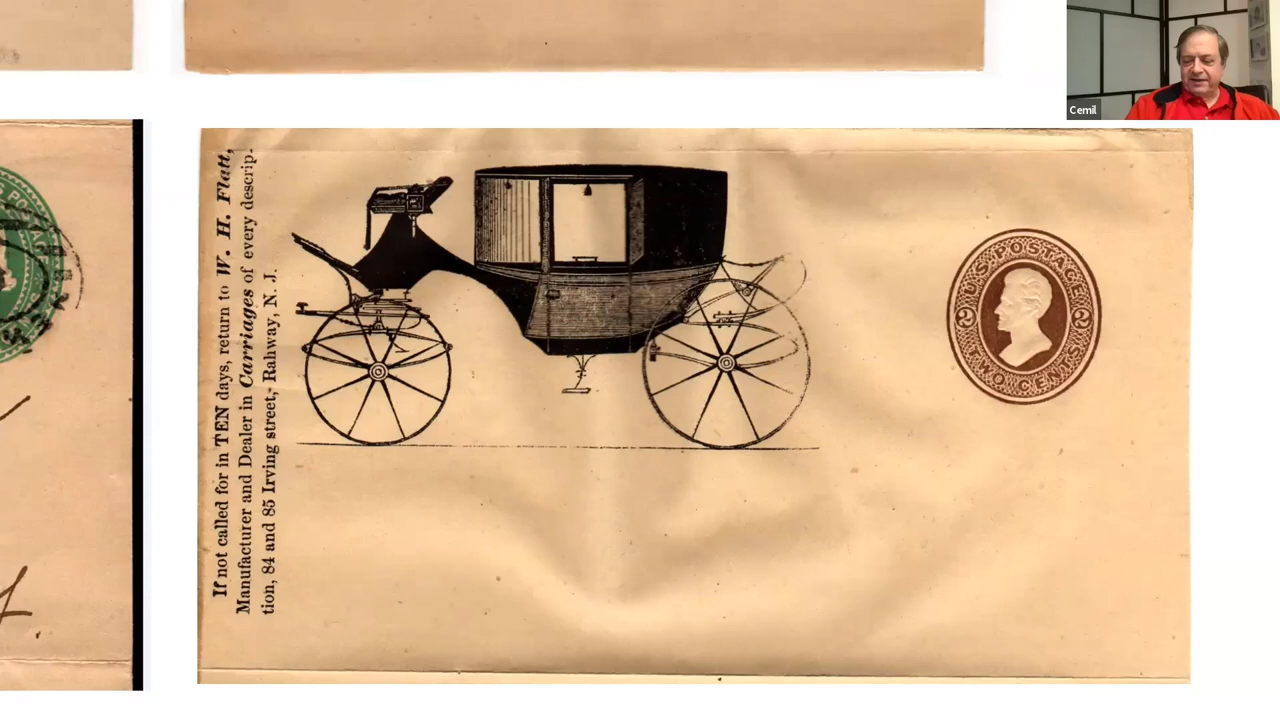 Cemil
If not called for in TEN days, return to W. H. Flatt,
Manufacturer and Dealer in Carriages of every descrip-
tion, 84 and 85 Irving street, Rahway, N. J.
U.S. POSTAGE
2 2
TWO CENTS